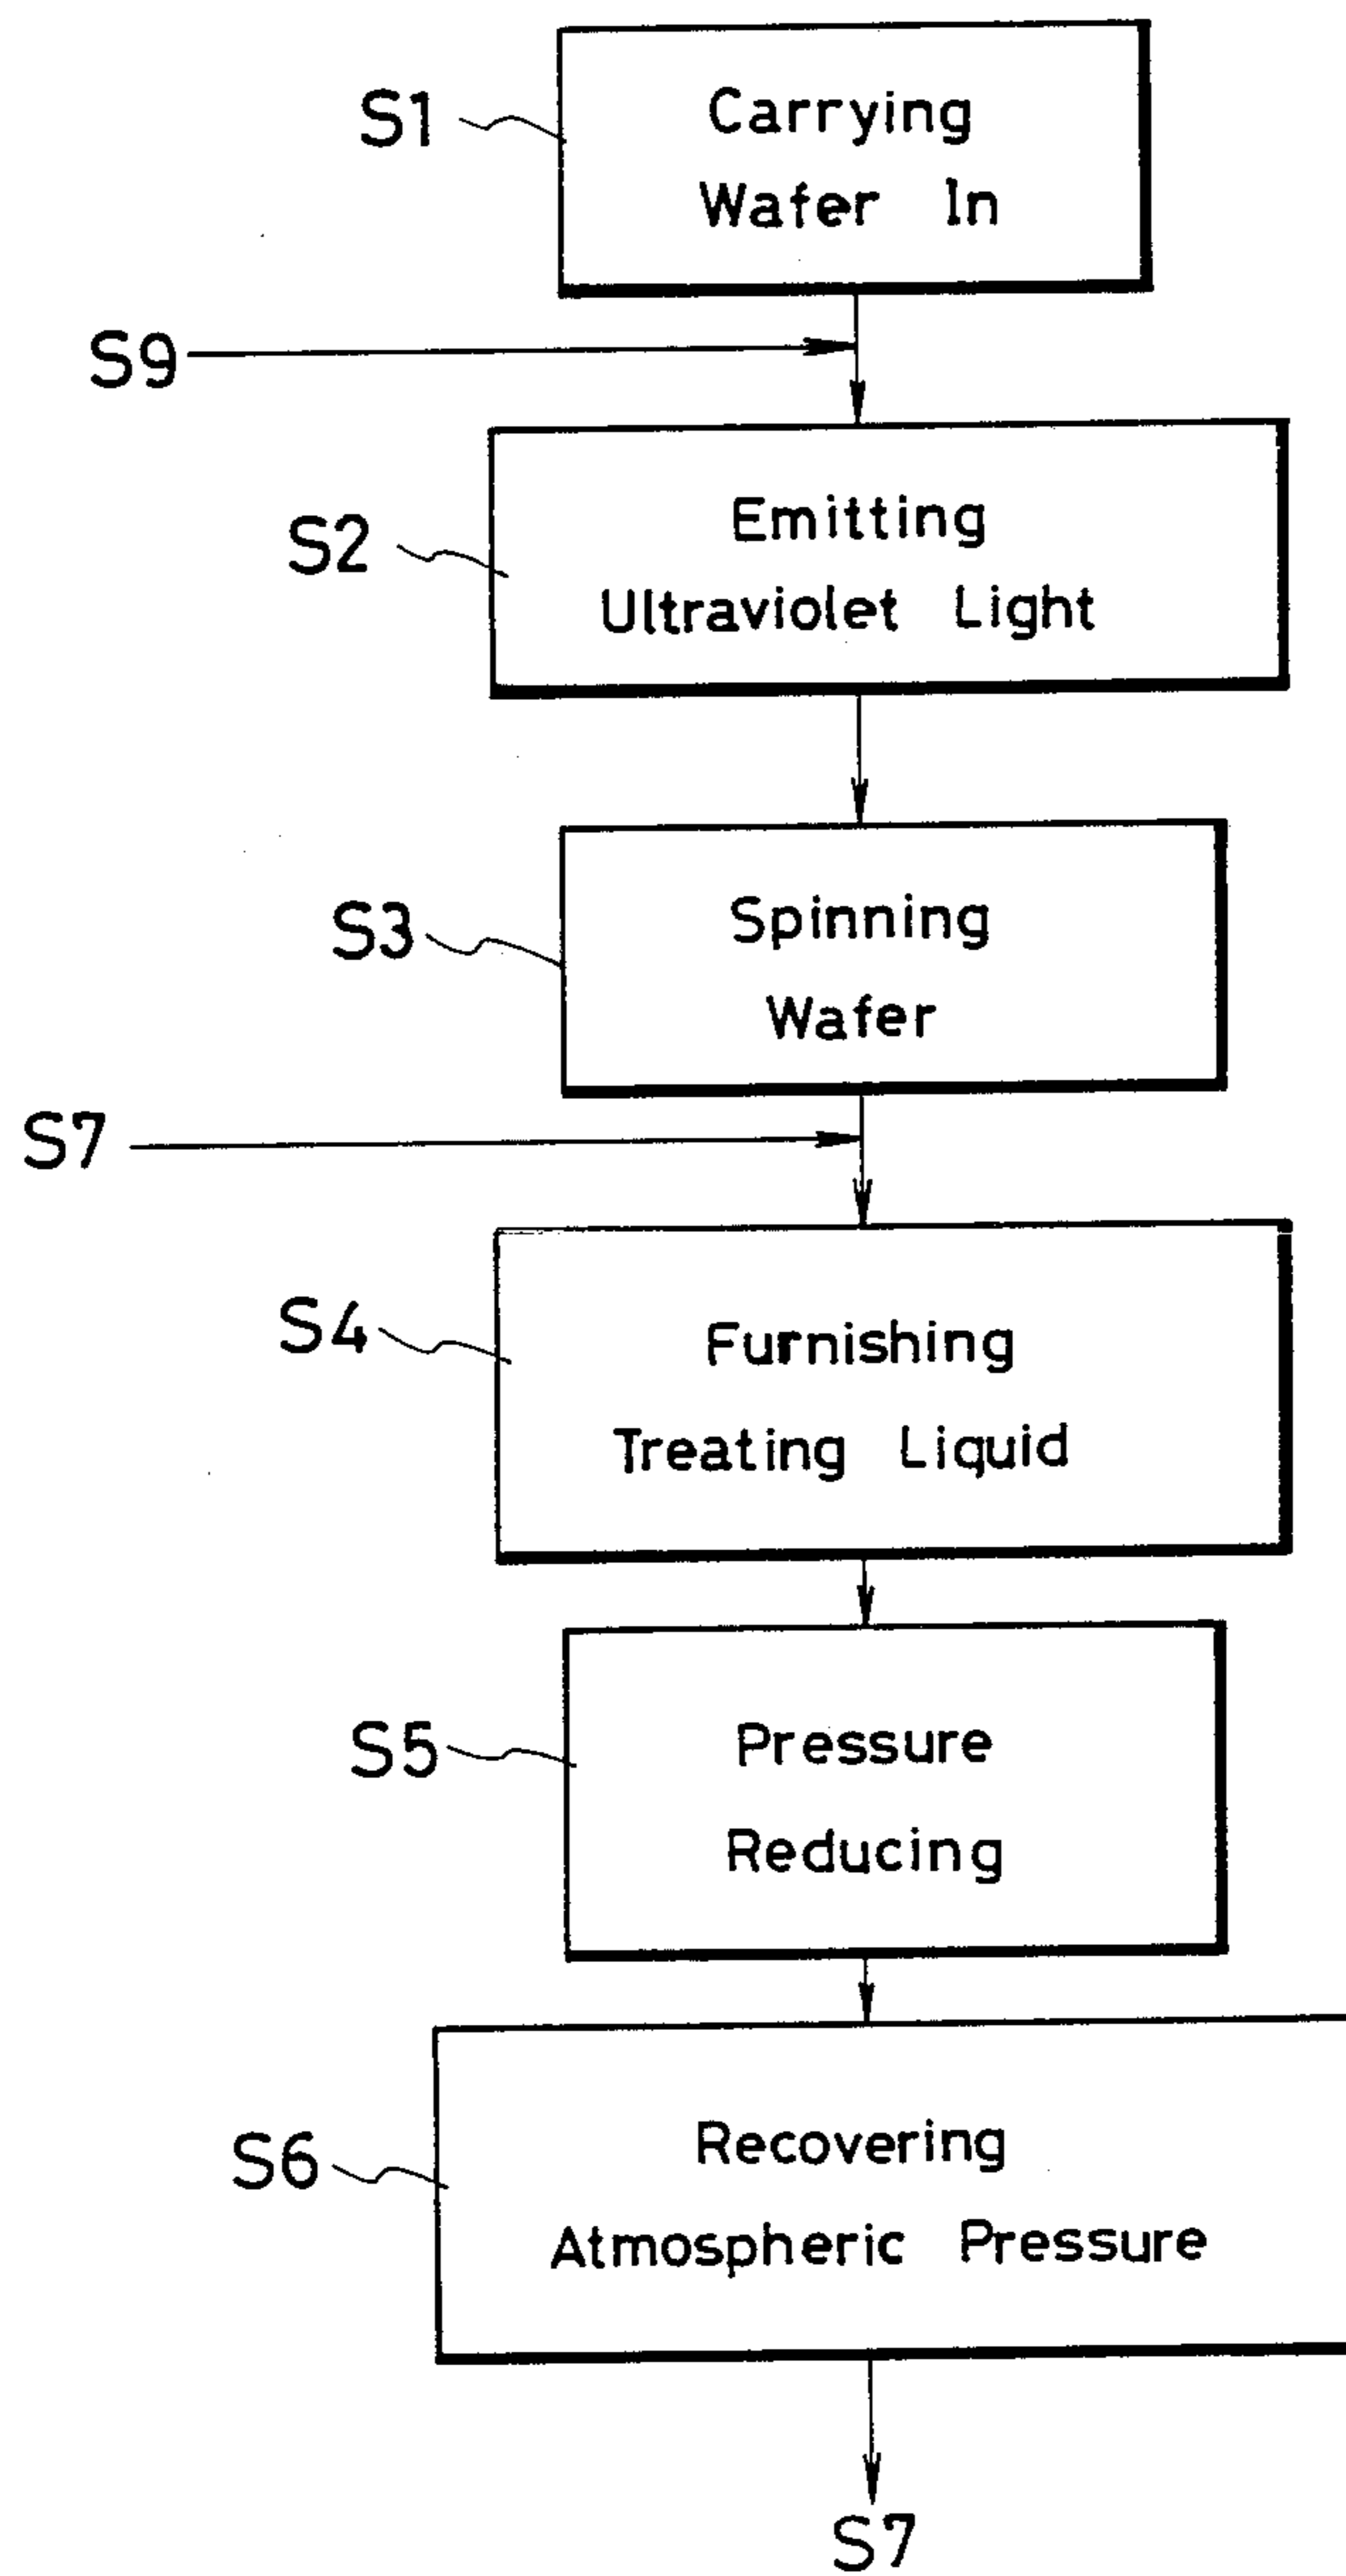 S1
Carrying
Wafer In
S9
S2
Emitting
Ultraviolet Light
S3
Spinning
Wafer
S7
S4
Furnishing
Treating Liquid
S5
Pressure
Reducing
S6
Recovering
Atmospheric Pressure
S7